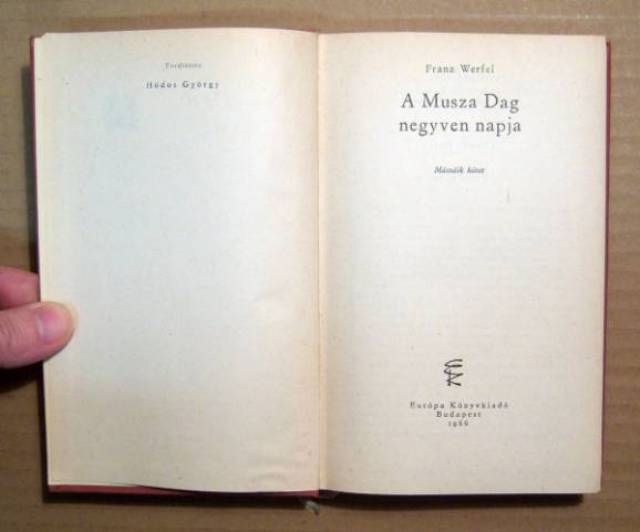 Fordította
Hódos György
Franz Werfel
A Musza Dag
negyven napja
Második kötet
Európa Könyvkiadó
Budapest
1966